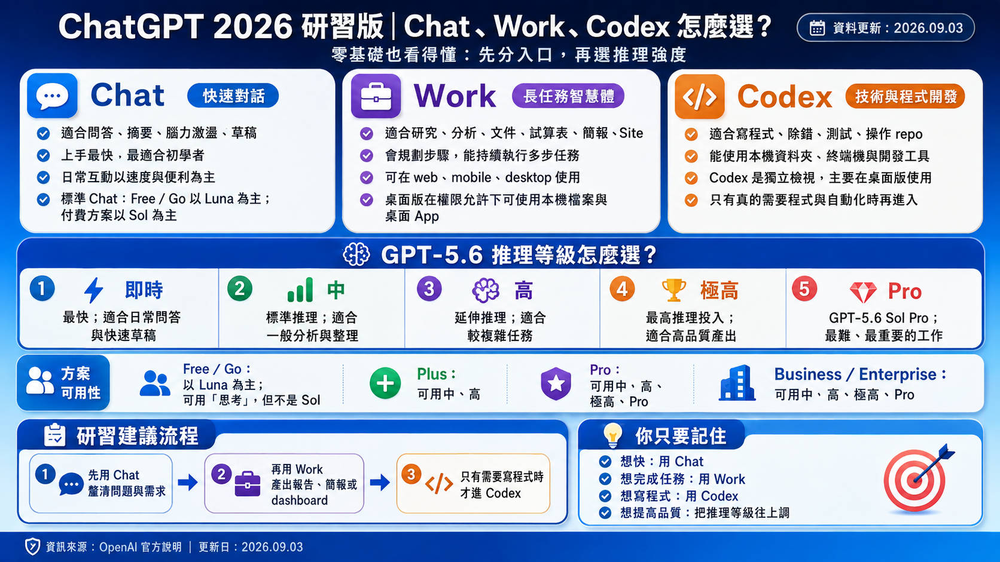 ChatGPT 2026 研習版｜Chat、Work、Codex 怎麼選？
資料更新：2026.09.03
零基礎也看得懂：先分入口，再選推理強度
Chat
快速對話
適合問答、摘要、腦力激盪、草稿
上手最快，最適合初學者
日常互動以速度與便利為主
標準 Chat：Free / Go 以 Luna 為主；
付費方案以 Sol 為主
Work
長任務智慧體
適合研究、分析、文件、試算表、簡報、Site
會規劃步驟，能持續執行多步任務
可在 web、mobile、desktop 使用
桌面版在權限允許下可使用本機檔案與
桌面 App
Codex
技術與程式開發
適合寫程式、除錯、測試、操作 repo
能使用本機資料夾、終端機與開發工具
Codex 是獨立檢視，主要在桌面版使用
只有真的需要程式與自動化時再進入
GPT-5.6 推理等級怎麼選？
1 即時
最快；適合日常問答
與快速草稿
2 中
標準推理；適合
一般分析與整理
3 高
延伸推理；適合
較複雜任務
4 極高
最高推理投入；
適合高品質產出
5 Pro
GPT-5.6 Sol Pro；
最難、最重要的工作
方案
可用性
Free / Go：
以 Luna 為主；
可用「思考」，但不是 Sol
Plus：
可用中、高
Pro：
可用中、高、
極高、Pro
Business / Enterprise：
可用中、高、極高、Pro
研習建議流程
1
先用 Chat
釐清問題與需求
2
再用 Work
產出報告、簡報或
dashboard
3
只有需要寫程式時
才進 Codex
你只要記住
想快：用 Chat
想完成任務：用 Work
想寫程式：用 Codex
想提高品質：把推理等級往上調
資訊來源：OpenAI 官方說明｜更新日：2026.09.03